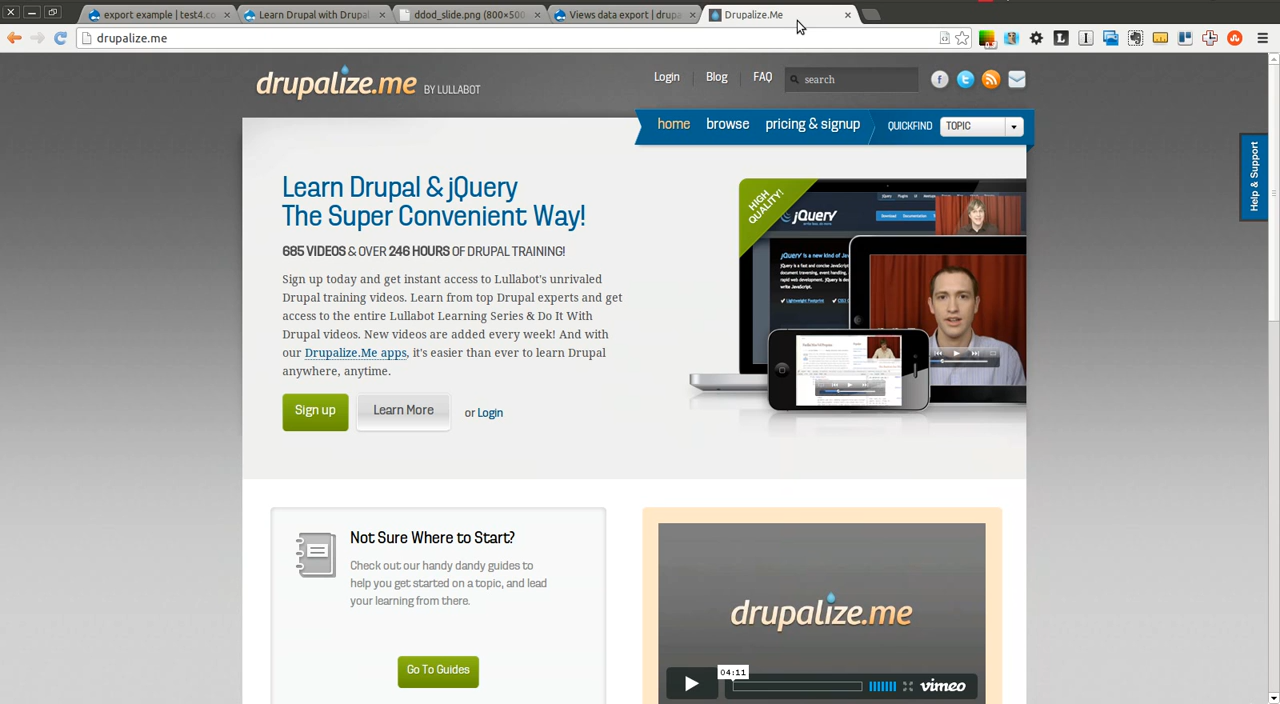 export example | test4.co
Learn Drupal with Drupal
ddod_slide.png (800×500
Views data export | drupa
Drupalize.Me
drupalize.me
drupalize.me BY LULLABOT
Login
Blog
FAQ
search
home
browse
pricing & signup
QUICKFIND
TOPIC
Help & Support
Learn Drupal & jQuery
The Super Convenient Way!
685 VIDEOS & OVER 246 HOURS OF DRUPAL TRAINING!
Sign up today and get instant access to Lullabot's unrivaled
Drupal training videos. Learn from top Drupal experts and get
access to the entire Lullabot Learning Series & Do It With
Drupal videos. New videos are added every week! And with
our Drupalize.Me apps, it's easier than ever to learn Drupal
anywhere, anytime.
Sign up
Learn More
or Login
HIGH
QUALITY!
jQuery
Not Sure Where to Start?
Check out our handy dandy guides to
help you get started on a topic, and lead
your learning from there.
Go To Guides
drupalize.me
04:11
vimeo